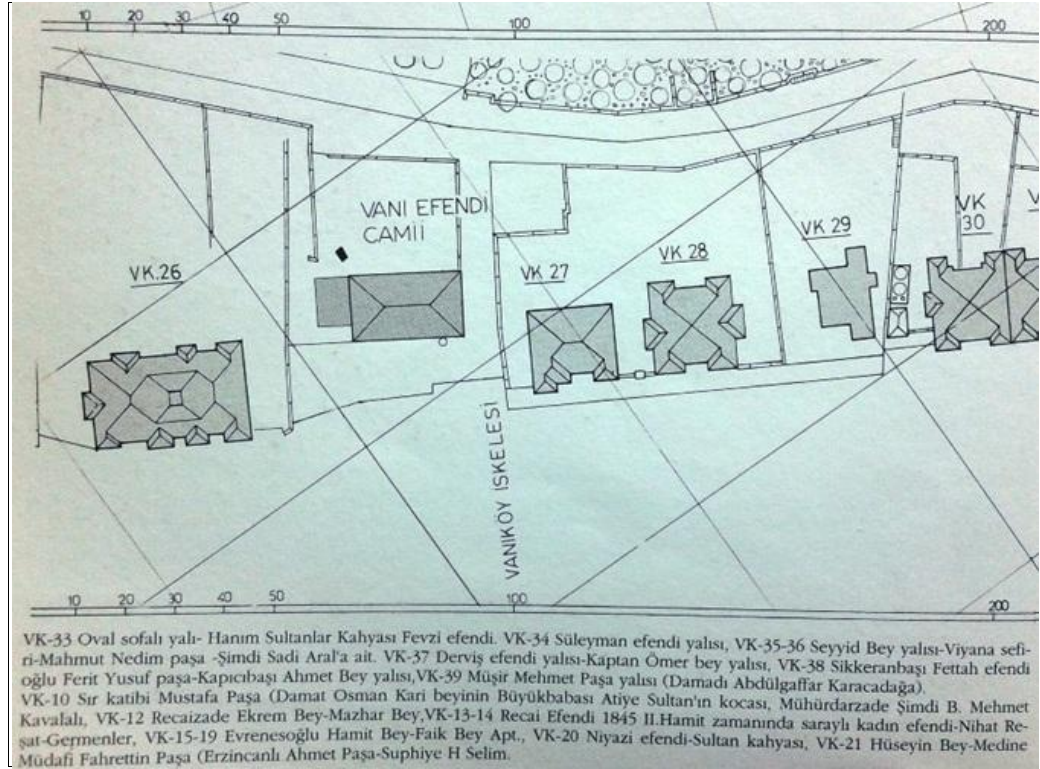 10 20 30 40 50 100 200
VANI EFENDİ
CAMİİ
VK.26
VK 27
VK 28
VK 29
VK
30
V
VANIKÖY İSKELESİ
10 20 30 40 50 100 200
VK-33 Oval sofalı yalı- Hanım Sultanlar Kahyası Fevzi efendi. VK-34 Süleyman efendi yalısı, VK-35-36 Seyyid Bey yalısı-Viyana sefi-
ri-Mahmut Nedim paşa -Şimdi Sadi Aral'a ait. VK-37 Derviş efendi yalısı-Kaptan Ömer bey yalısı, VK-38 Sikkeranbaşı Fettah efendi
oğlu Ferit Yusuf paşa-Kapıcıbaşı Ahmet Bey yalısı,VK-39 Müşir Mehmet Paşa yalısı (Damadı Abdülgaffar Karacadağa).
VK-10 Sır katibi Mustafa Paşa (Damat Osman Kari beyinin Büyükbabası Atiye Sultan'ın kocası, Mühürdarzade Şimdi B. Mehmet
Kavalalı, VK-12 Recaizade Ekrem Bey-Mazhar Bey,VK-13-14 Recai Efendi 1845 II.Hamit zamanında saraylı kadın efendi-Nihat Re-
şat-Germenler, VK-15-19 Evrenesoğlu Hamit Bey-Faik Bey Apt., VK-20 Niyazi efendi-Sultan kahyası, VK-21 Hüseyin Bey-Medine
Müdafi Fahrettin Paşa (Erzincanlı Ahmet Paşa-Suphiye H Selim.